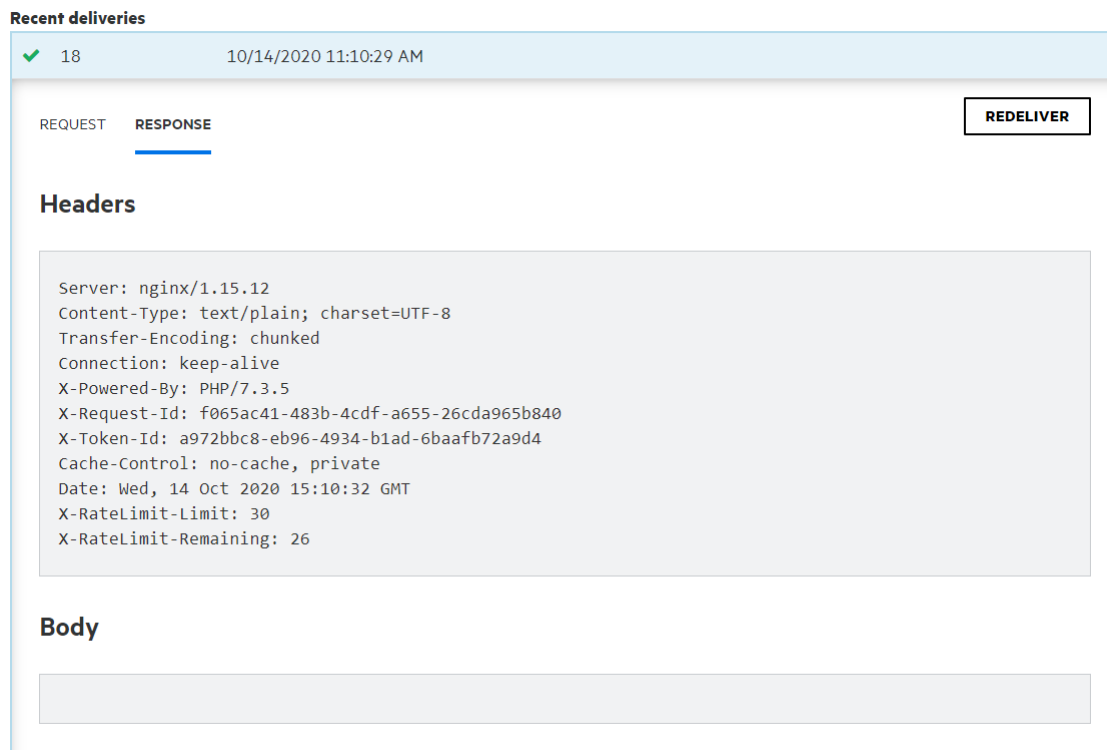 Recent deliveries
18 10/14/2020 11:10:29 AM
REQUEST RESPONSE REDELIVER
Headers
Server: nginx/1.15.12
Content-Type: text/plain; charset=UTF-8
Transfer-Encoding: chunked
Connection: keep-alive
X-Powered-By: PHP/7.3.5
X-Request-Id: f065ac41-483b-4cdf-a655-26cda965b840
X-Token-Id: a972bbc8-eb96-4934-b1ad-6baafb72a9d4
Cache-Control: no-cache, private
Date: Wed, 14 Oct 2020 15:10:32 GMT
X-RateLimit-Limit: 30
X-RateLimit-Remaining: 26
Body